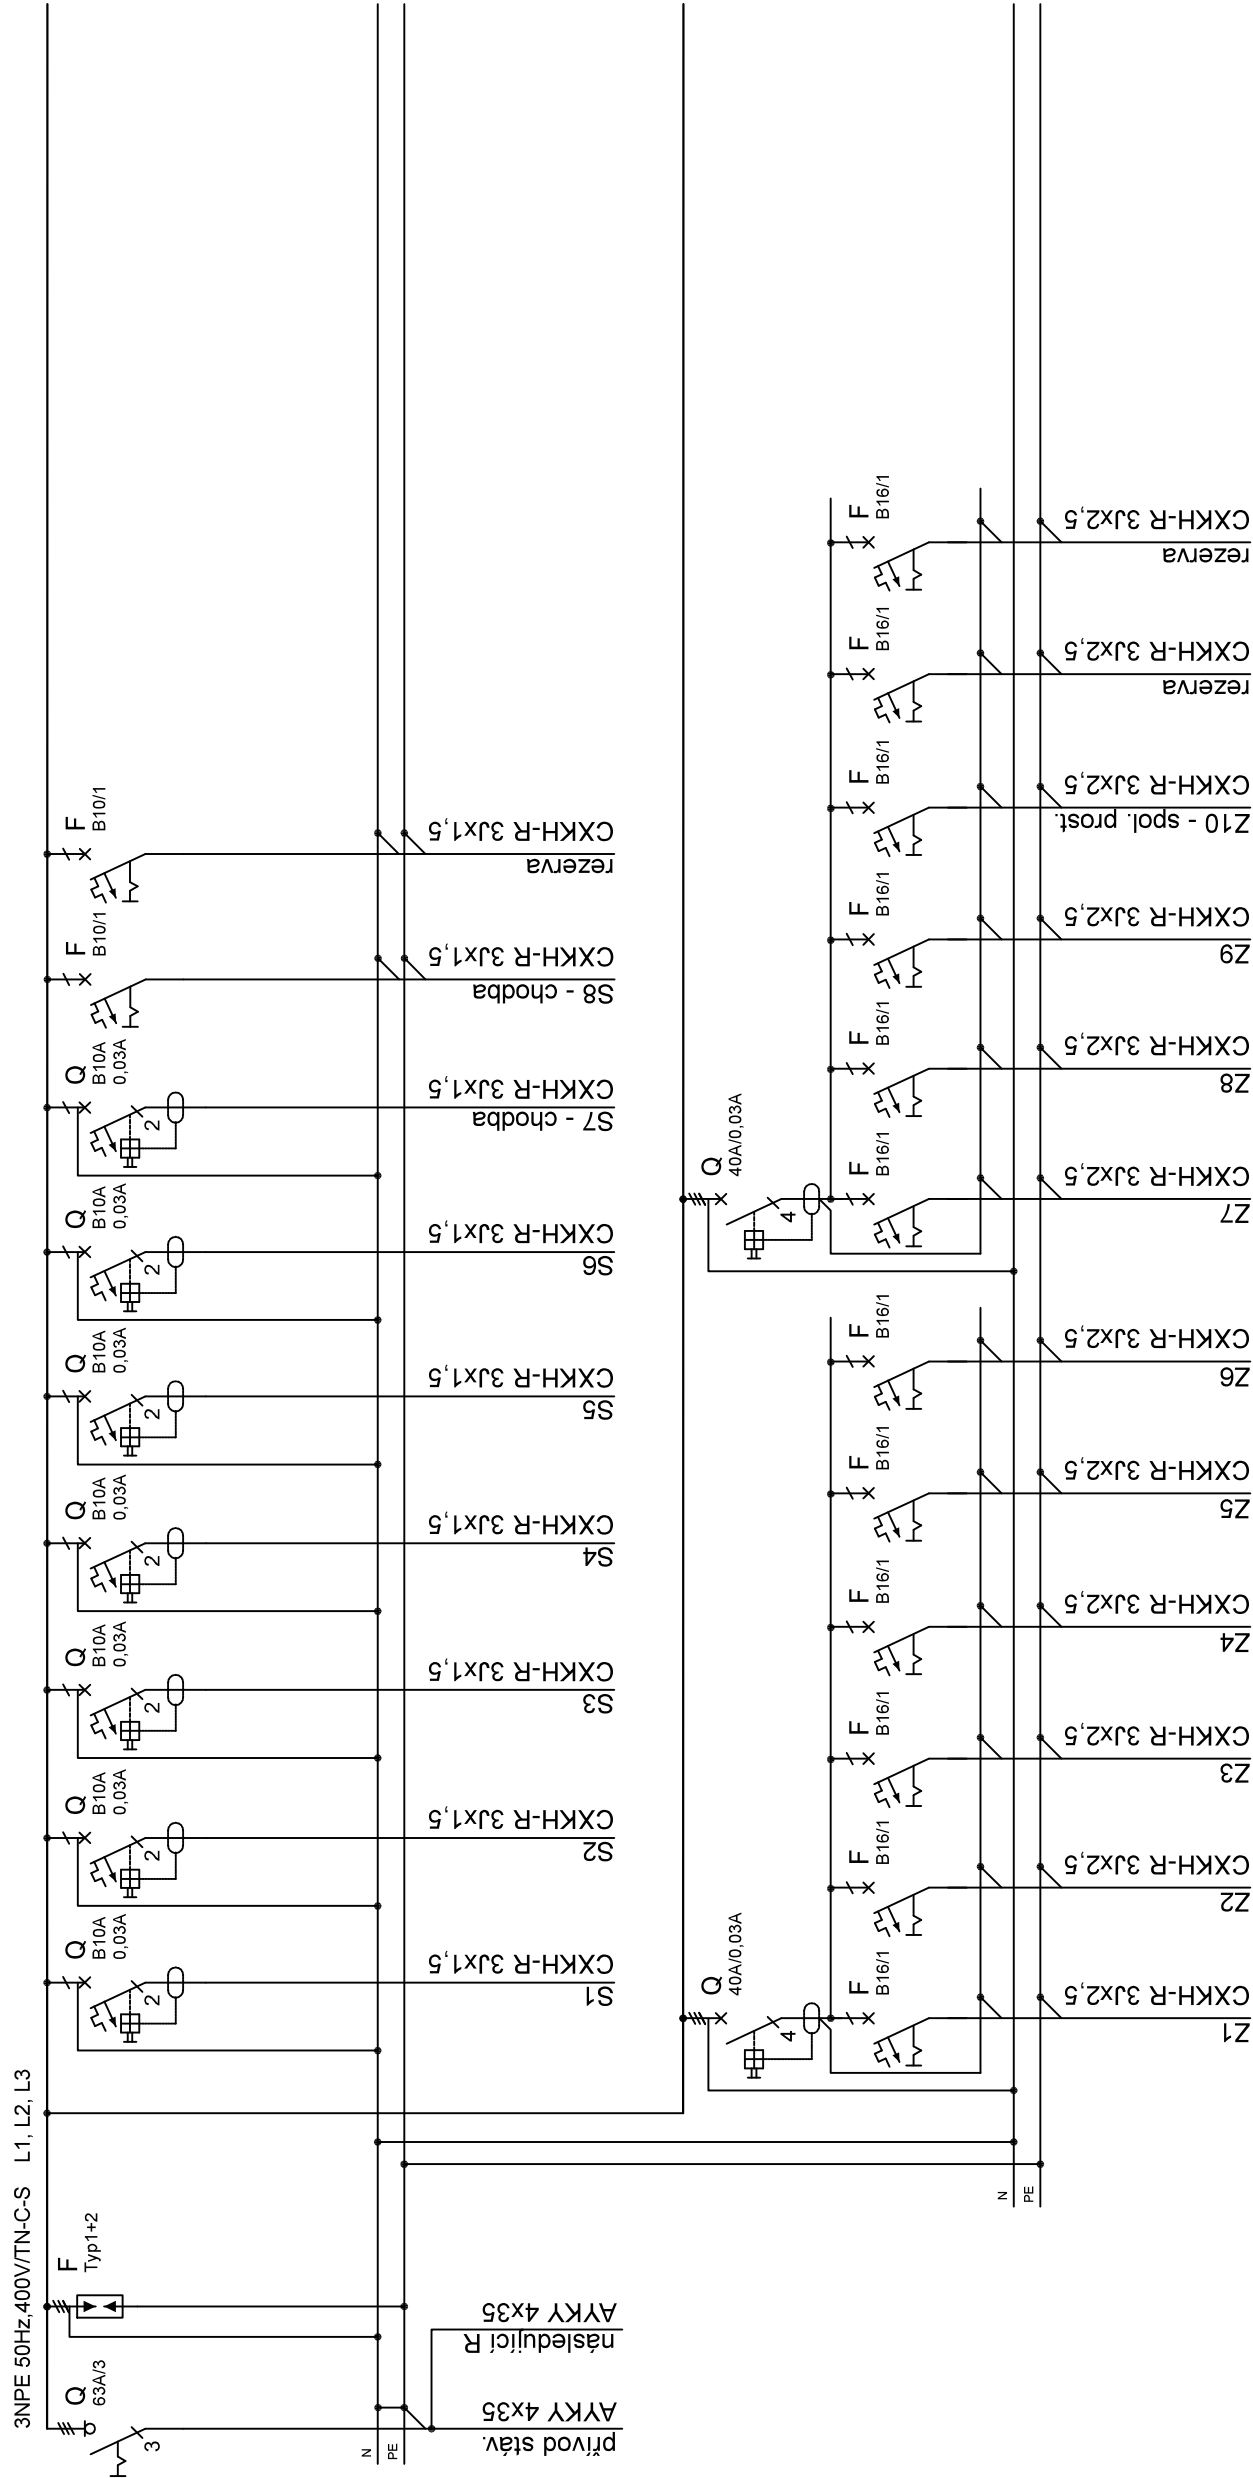 3NPE 50Hz,400V/TN-C-S L1, L2, L3
Q
63A/3
3
přívod stáv.
AYKY 4x35
následující R
AYKY 4x35
F
Typ1+2
N
PE
Q
B10A
0,03A
2
S1
CXKH-R 3Jx1,5
Q
B10A
0,03A
2
S2
CXKH-R 3Jx1,5
Q
B10A
0,03A
2
S3
CXKH-R 3Jx1,5
Q
B10A
0,03A
2
S4
CXKH-R 3Jx1,5
Q
B10A
0,03A
2
S5
CXKH-R 3Jx1,5
Q
B10A
0,03A
2
S6
CXKH-R 3Jx1,5
Q
B10A
0,03A
2
S7 - chodba
CXKH-R 3Jx1,5
F
B10/1
S8 - chodba
CXKH-R 3Jx1,5
F
B10/1
rezerva
CXKH-R 3Jx1,5
N
PE
Q
40A/0,03A
4
F
B16/1
Z1
CXKH-R 3Jx2,5
F
B16/1
Z2
CXKH-R 3Jx2,5
F
B16/1
Z3
CXKH-R 3Jx2,5
F
B16/1
Z4
CXKH-R 3Jx2,5
F
B16/1
Z5
CXKH-R 3Jx2,5
F
B16/1
Z6
CXKH-R 3Jx2,5
Q
40A/0,03A
4
F
B16/1
Z7
CXKH-R 3Jx2,5
F
B16/1
Z8
CXKH-R 3Jx2,5
F
B16/1
Z9
CXKH-R 3Jx2,5
F
B16/1
Z10 - spol. prost.
CXKH-R 3Jx2,5
F
B16/1
rezerva
CXKH-R 3Jx2,5
F
B16/1
rezerva
CXKH-R 3Jx2,5